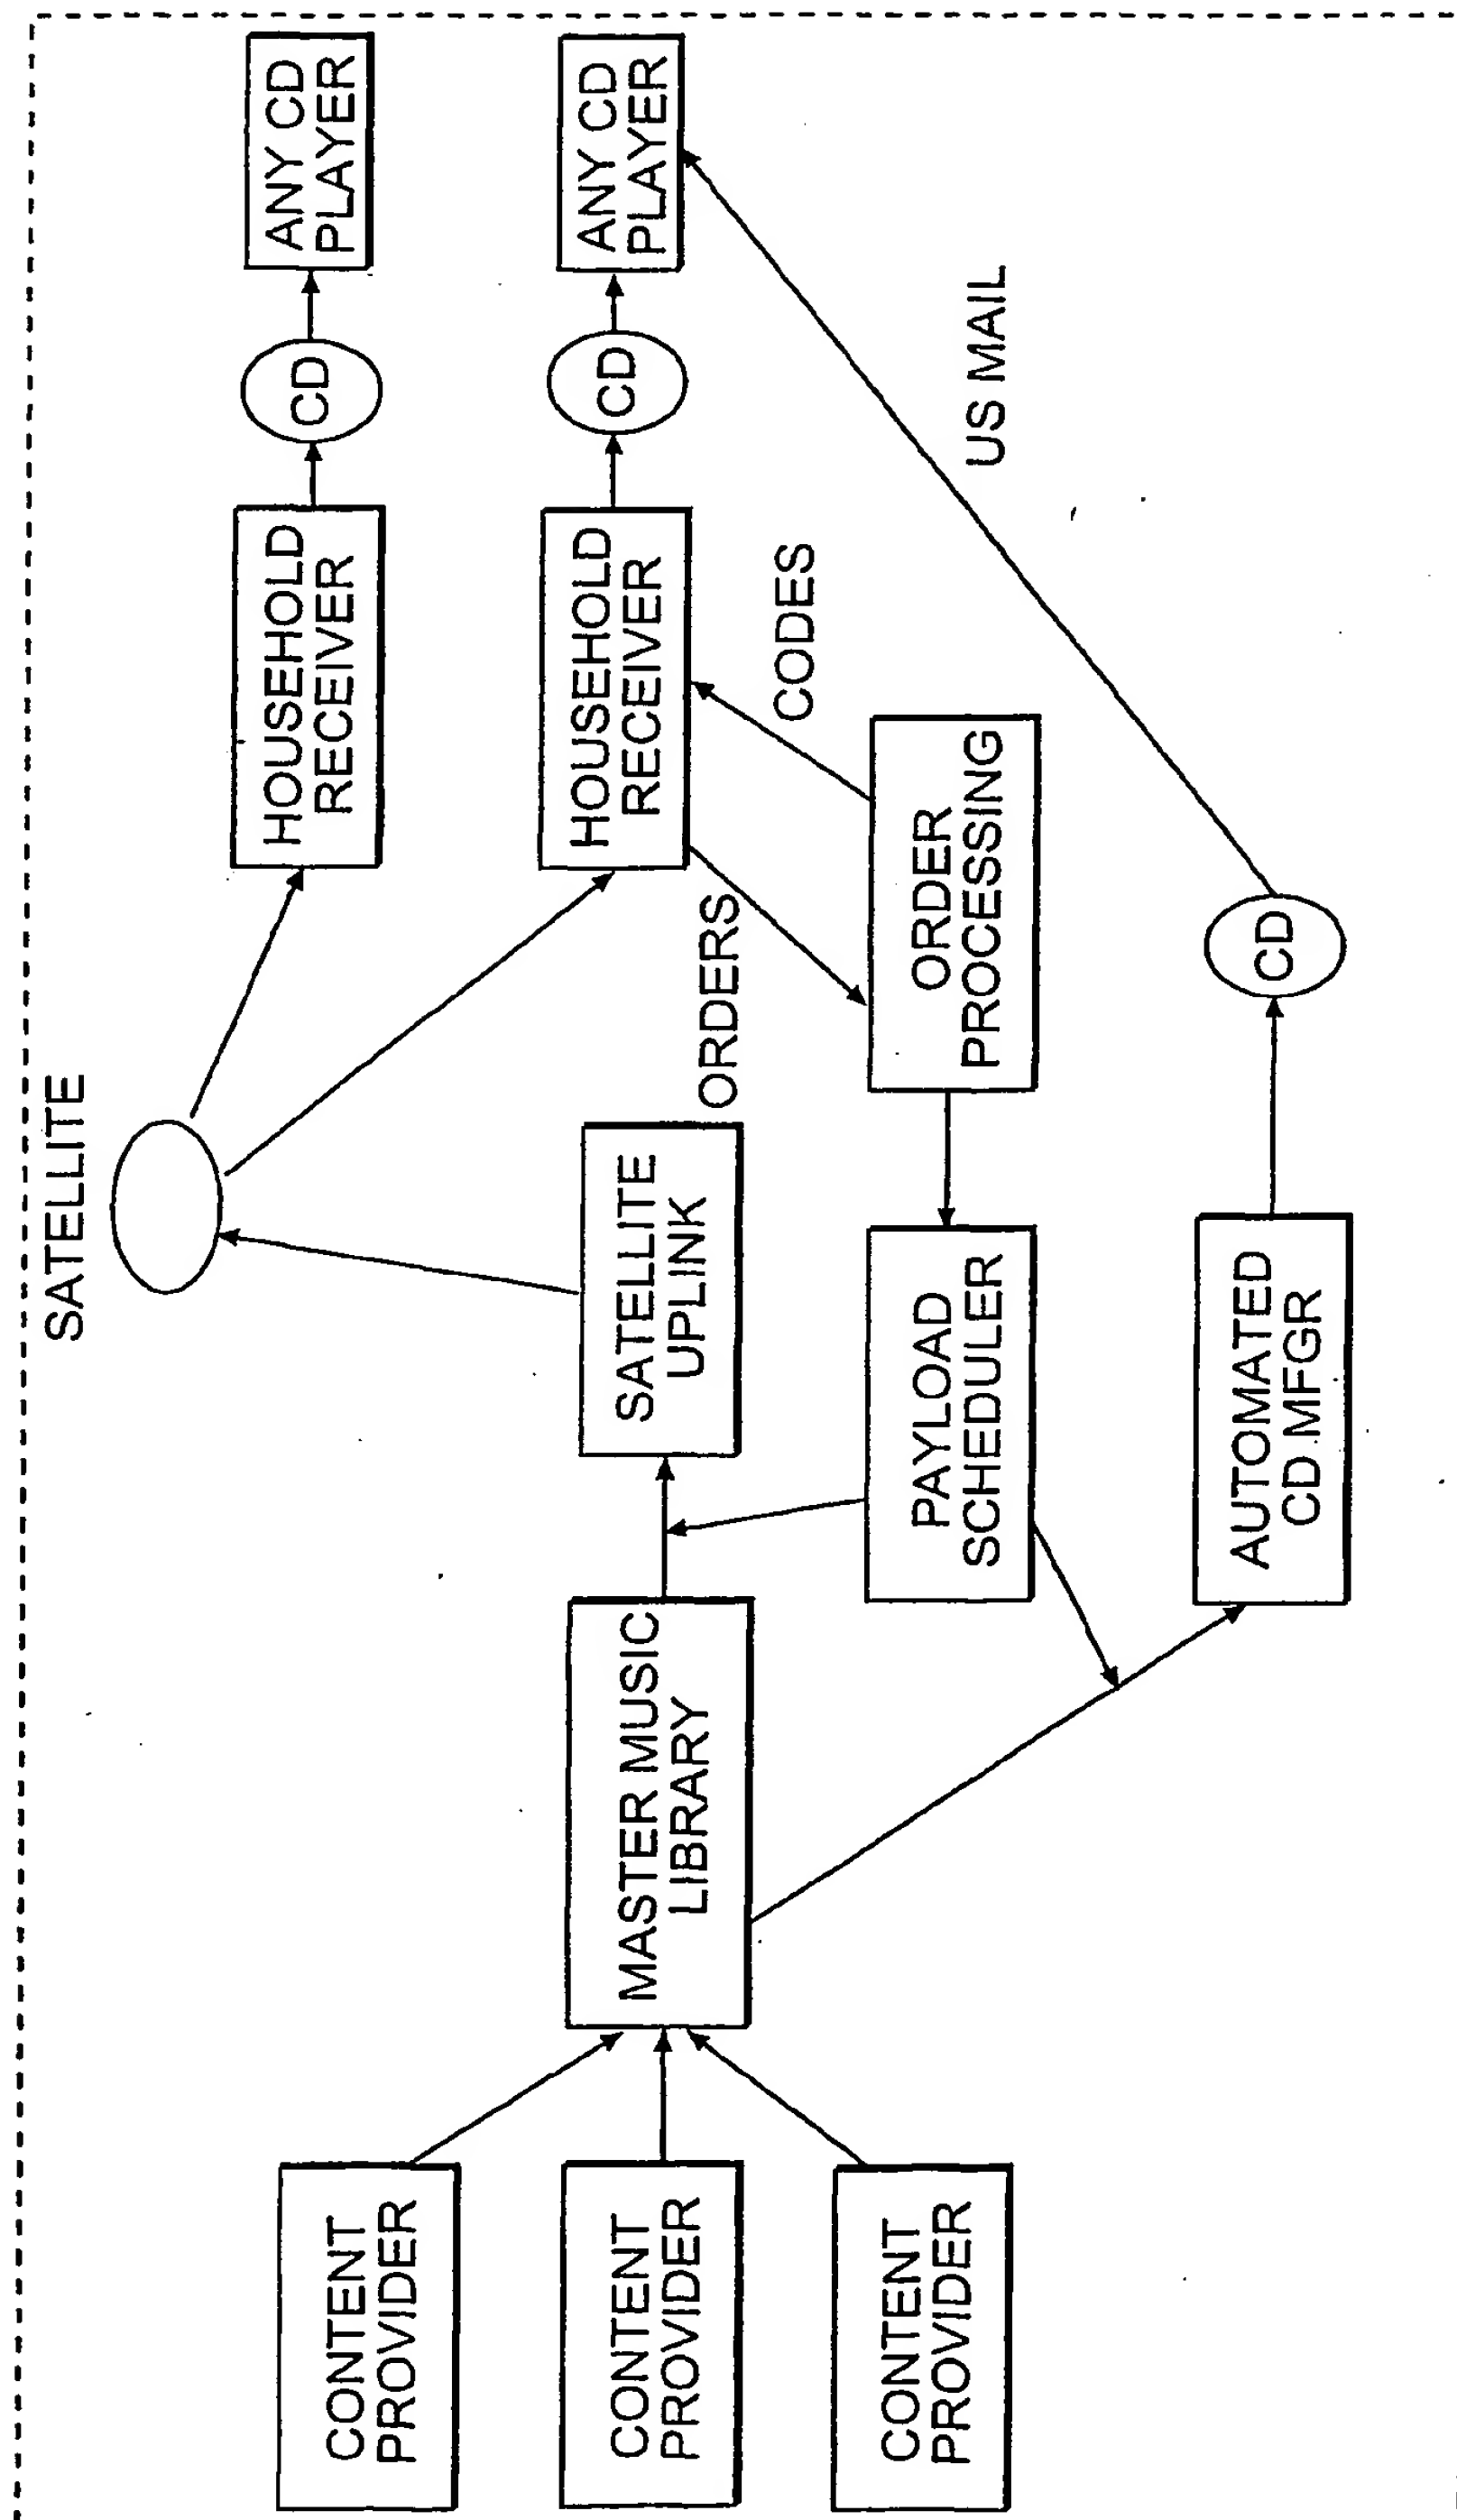 SATELLITE
CONTENT
PROVIDER
CONTENT
PROVIDER
CONTENT
PROVIDER
MASTER MUSIC
LIBRARY
SATELLITE
UPLINK
PAYLOAD
SCHEDULER
AUTOMATED
CD MFGR
ORDERS
ORDER
PROCESSING
CODES
CD
US MAIL
HOUSEHOLD
RECEIVER
CD
ANY CD
PLAYER
HOUSEHOLD
RECEIVER
CD
ANY CD
PLAYER